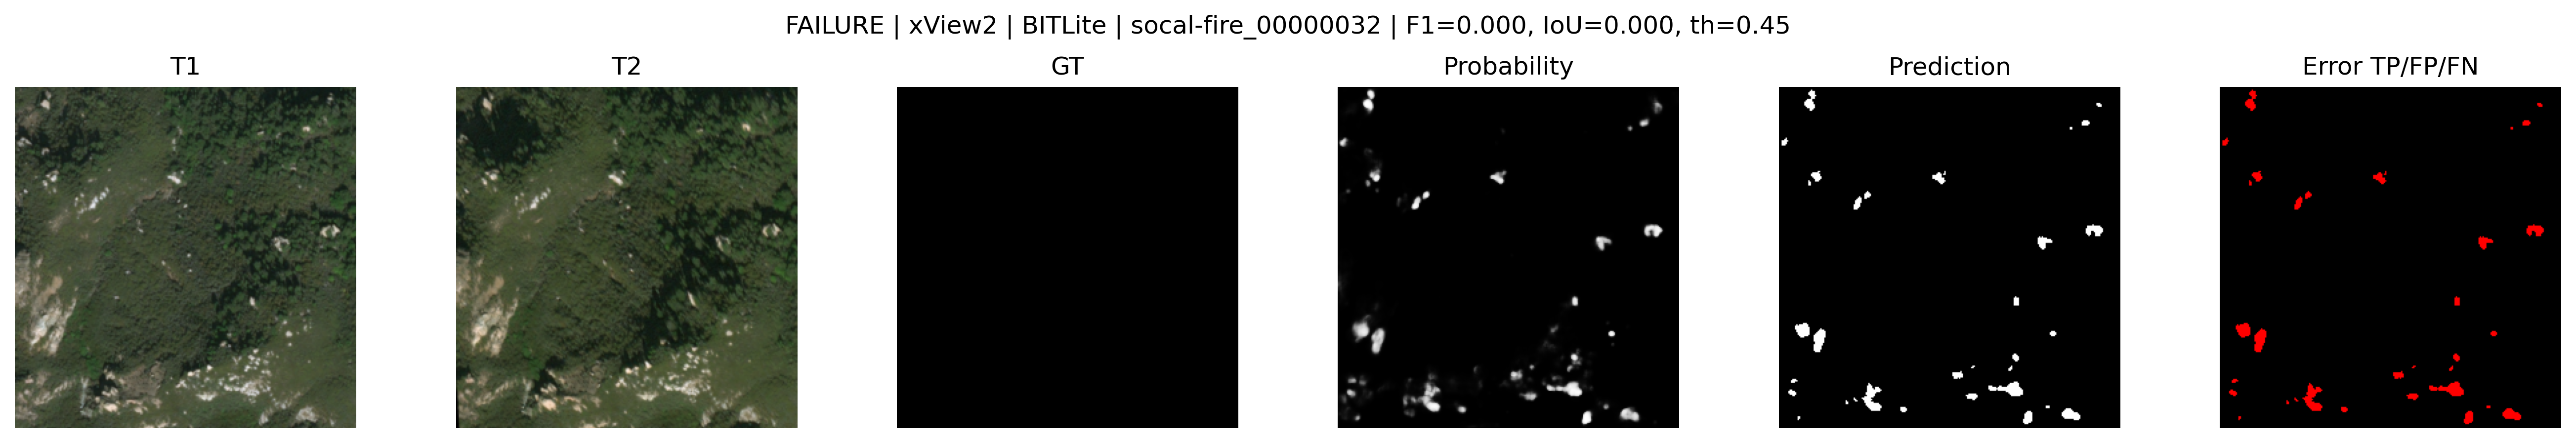 FAILURE | xView2 | BITLite | socal-fire_00000032 | F1=0.000, IoU=0.000, th=0.45
T1 T2 GT Probability Prediction Error TP/FP/FN